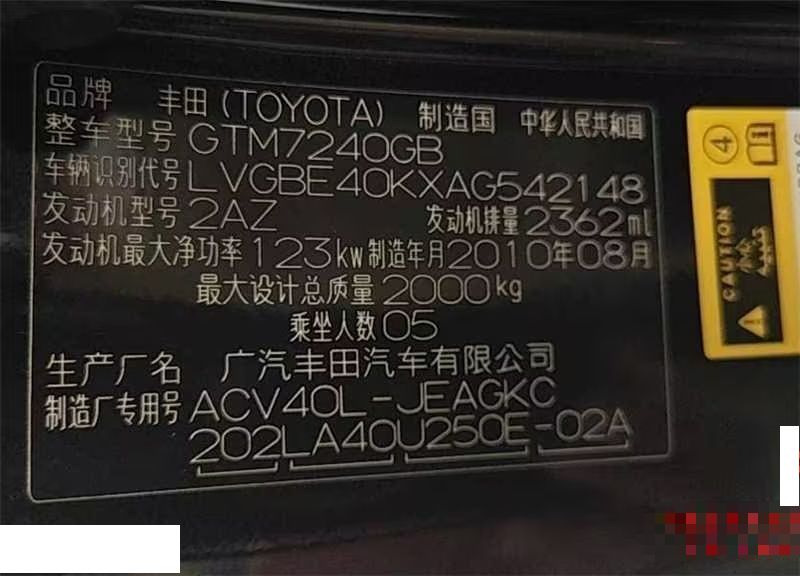 品牌 丰田(TOYOTA) 制造国 中华人民共和国
整车型号 GTM7240GB
车辆识别代号 LVGBE40KXAG542148
发动机型号 2AZ 发动机排量 2362ml
发动机最大净功率 123kw 制造年月 2010年08月
最大设计总质量 2000kg
乘坐人数 05
生产厂名 广汽丰田汽车有限公司
制造厂专用号 ACV40L-JEAGKC
202LA40U250E-02A
4
CAUTION